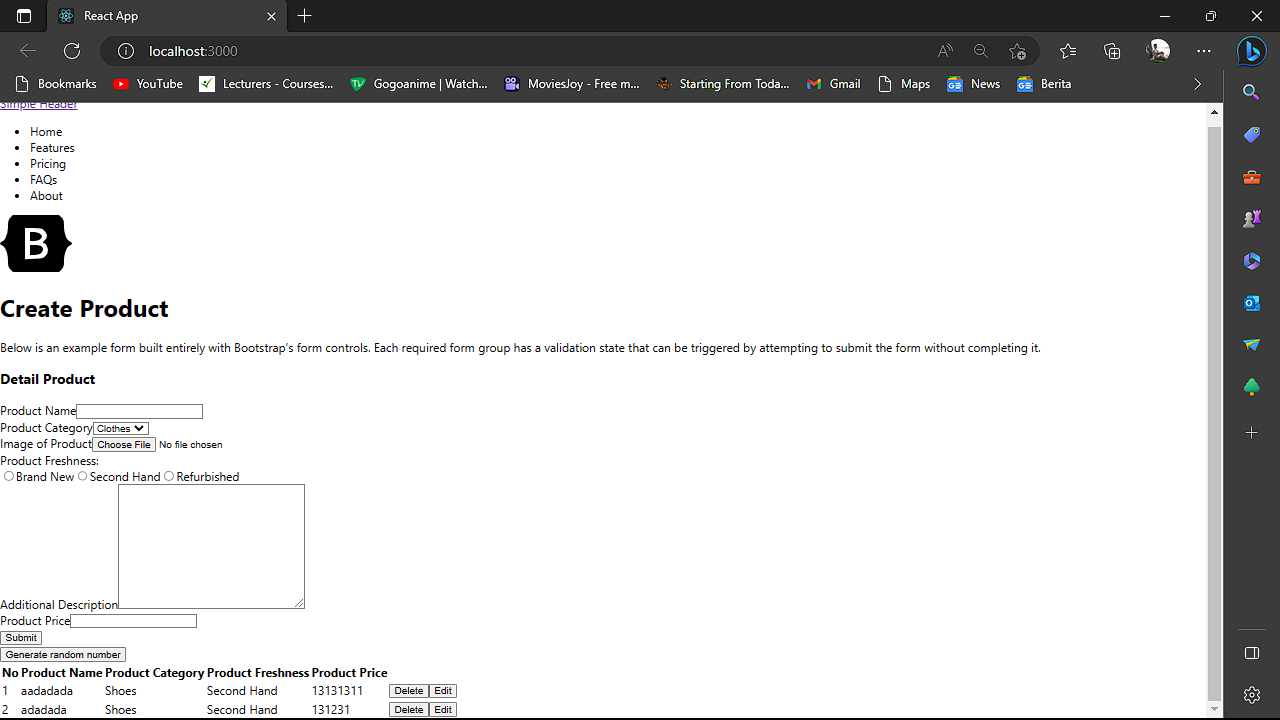 React App
localhost:3000
Bookmarks YouTube Lecturers - Courses... Gogoanime | Watch... MoviesJoy - Free m... Starting From Toda... Gmail Maps News Berita
Simple Header
Home
Features
Pricing
FAQs
About
B
Create Product
Below is an example form built entirely with Bootstrap's form controls. Each required form group has a validation state that can be triggered by attempting to submit the form without completing it.
Detail Product
Product Name
Product Category Clothes
Image of Product Choose File No file chosen
Product Freshness:
Brand New Second Hand Refurbished
Additional Description
Product Price
Submit
Generate random number
No Product Name Product Category Product Freshness Product Price
1 aadadada Shoes Second Hand 13131311 Delete Edit
2 adadada Shoes Second Hand 131231 Delete Edit